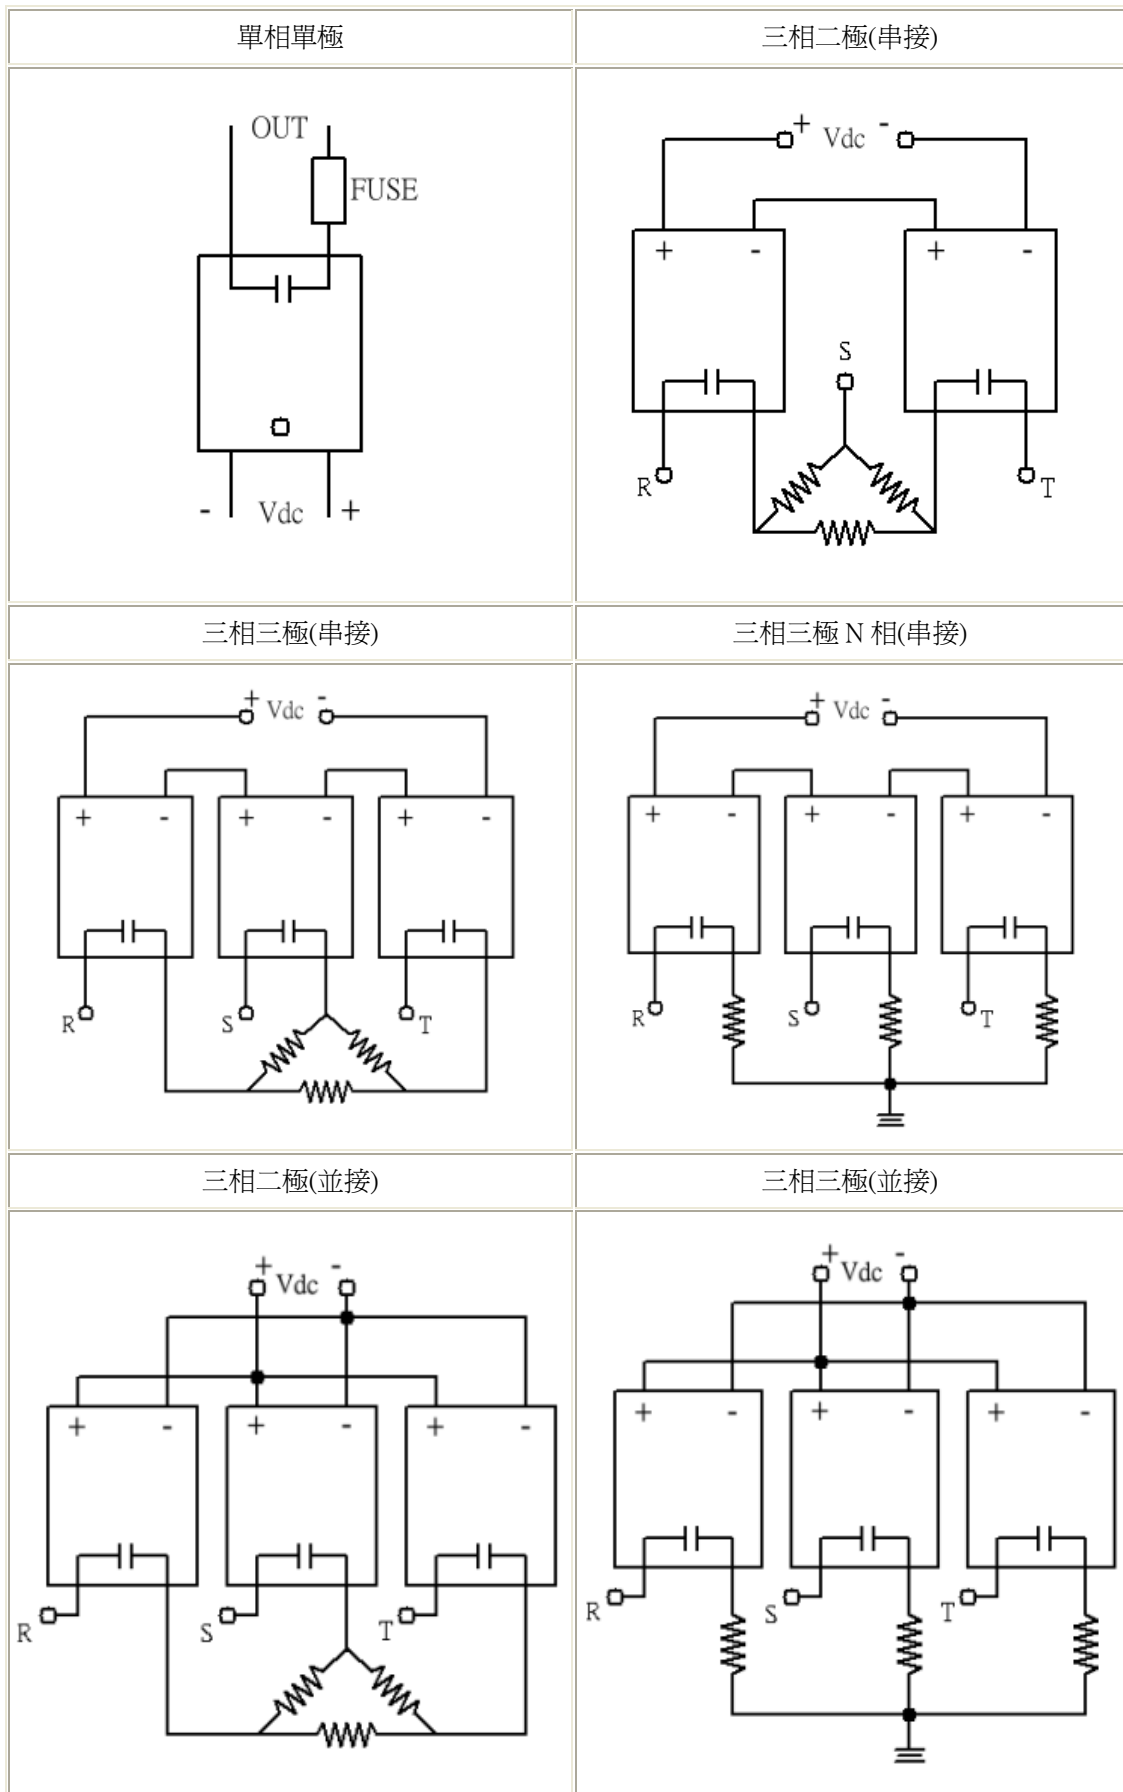 單相單極
三相二極(串接)
OUT
FUSE
- Vdc +
+ Vdc -
+ - + -
S
R T
三相三極(串接)
三相三極 N 相(串接)
+ Vdc -
+ - + - + -
R S T
+ Vdc -
+ - + - + -
R S T
三相二極(並接)
三相三極(並接)
+ Vdc -
+ - + - + -
R S T
+ Vdc -
+ - + - + -
R S T